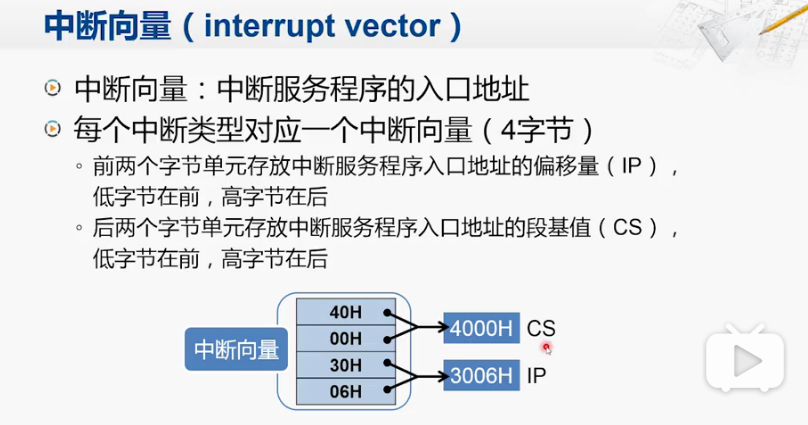 中断向量（interrupt vector）
中断向量：中断服务程序的入口地址
每个中断类型对应一个中断向量（4字节）
前两个字节单元存放中断服务程序入口地址的偏移量（IP），
低字节在前，高字节在后
后两个字节单元存放中断服务程序入口地址的段基值（CS），
低字节在前，高字节在后
中断向量
40H
00H
30H
06H
4000H CS
3006H IP